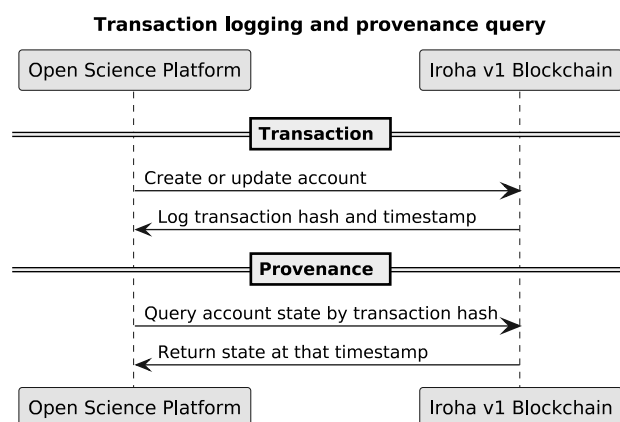 Transaction logging and provenance query
Open Science Platform
Iroha v1 Blockchain
Transaction
Create or update account
Log transaction hash and timestamp
Provenance
Query account state by transaction hash
Return state at that timestamp
Open Science Platform
Iroha v1 Blockchain